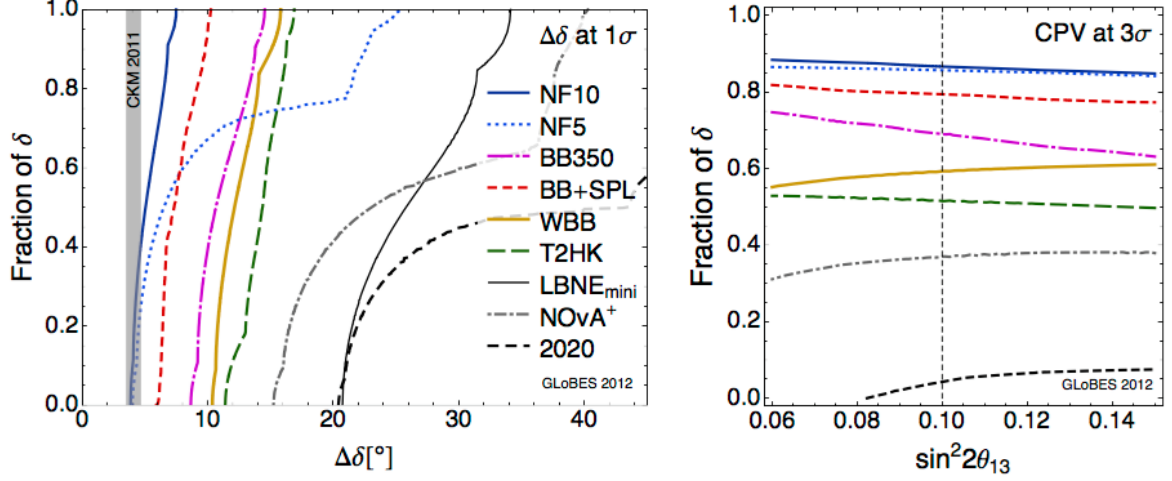 1.0
0.8
0.6
0.4
0.2
0.0
Fraction of δ
CKM 2011
Δδ at 1σ
NF10
NF5
BB350
BB+SPL
WBB
T2HK
LBNEmini
NOvA+
2020
GLoBES 2012
0 10 20 30 40
Δδ[°]
CPV at 3σ
1.0
0.8
0.6
0.4
0.2
0.0
Fraction of δ
GLoBES 2012
0.06 0.08 0.10 0.12 0.14
sin²2θ₁₃